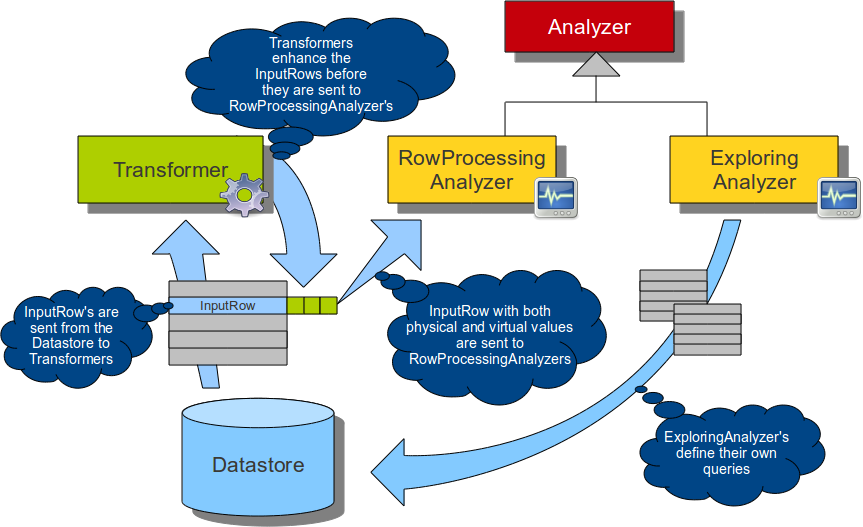 Analyzer
Transformers
enhance the
InputRows before
they are sent to
RowProcessingAnalyzer's
Transformer
RowProcessing
Analyzer
Exploring
Analyzer
InputRow's are
sent from the
Datastore to
Transformers
InputRow
InputRow with both
physical and virtual values
are sent to
RowProcessingAnalyzers
Datastore
ExploringAnalyzer's
define their own
queries